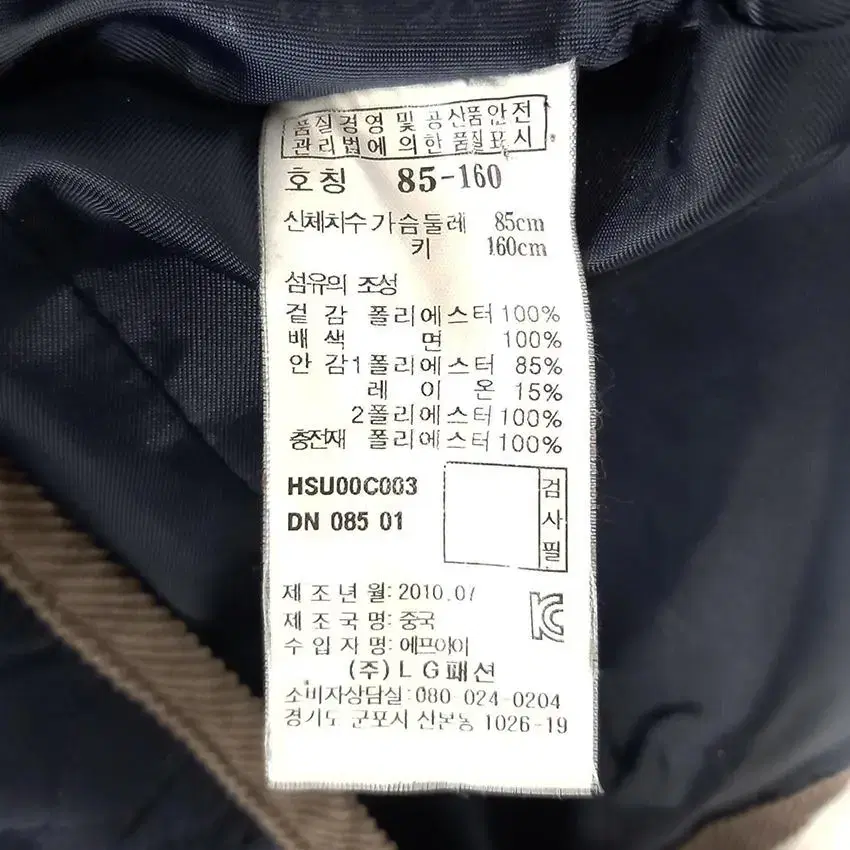 품질경영 및 공산품안전
관리법에 의한 품질표시
호칭 85-160
신체치수 가슴둘레 85cm
키 160cm
섬유의 조성
겉감 폴리에스터 100%
배색 면 100%
안감1폴리에스터 85%
레이온 15%
2폴리에스터 100%
충전재 폴리에스터 100%
HSU00C003
DN 085 01
검사필
제조년월: 2010.07
제조국명: 중국
수입자명: 에프아이
(주)LG패션
소비자상담실: 080-024-0204
경기도 군포시 산본동 1026-19